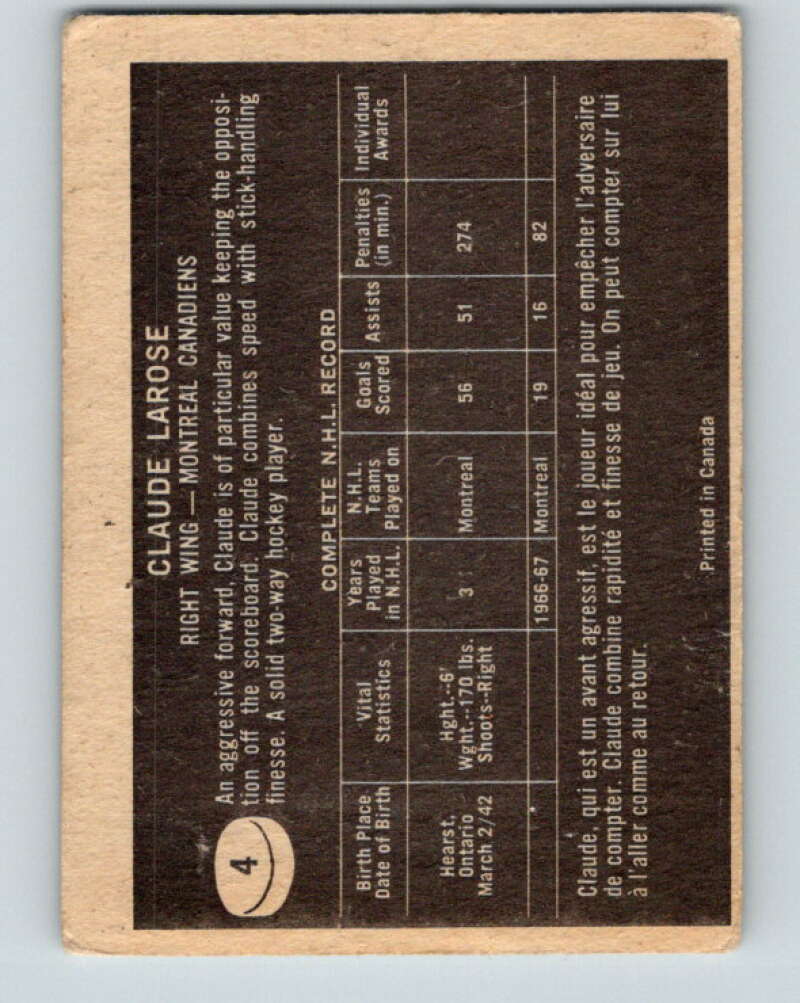 CLAUDE LAROSE
RIGHT WING — MONTREAL CANADIENS
4
An aggressive forward, Claude is of particular value keeping the opposi-
tion off the scoreboard. Claude combines speed with stick-handling
finesse. A solid two-way hockey player.
COMPLETE N.H.L. RECORD
Birth Place
Date of Birth
Vital
Statistics
Years
Played
in N.H.L.
N.H.L.
Teams
Played on
Goals
Scored
Assists
Penalties
(in min.)
Individual
Awards
Hearst,
Ontario
March 2/42
Hght.--6'
Wght.--170 lbs.
Shoots--Right
3
Montreal
56
51
274
1966-67
Montreal
19
16
82
Claude, qui est un avant agressif, est le joueur idéal pour empêcher l'adversaire
de compter. Claude combine rapidité et finesse de jeu. On peut compter sur lui
à l'aller comme au retour.
Printed in Canada